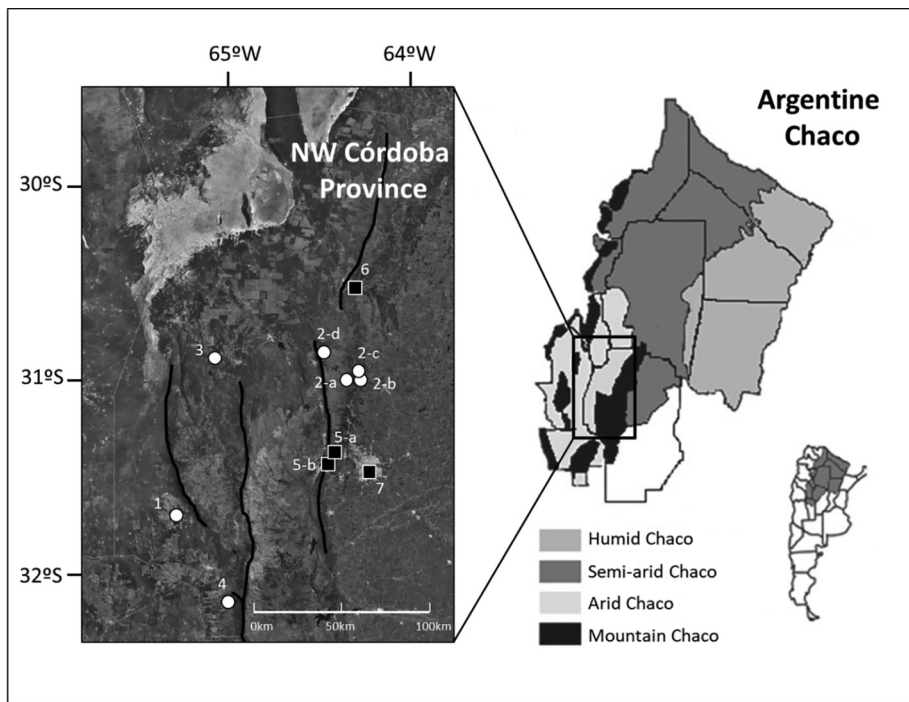 65ºW
64ºW
NW Córdoba
Province
30ºS
31ºS
32ºS
6
2-d
2-c
3
2-a
2-b
5-a
5-b
7
1
4
0km
50km
100km
Argentine
Chaco
Humid Chaco
Semi-arid Chaco
Arid Chaco
Mountain Chaco